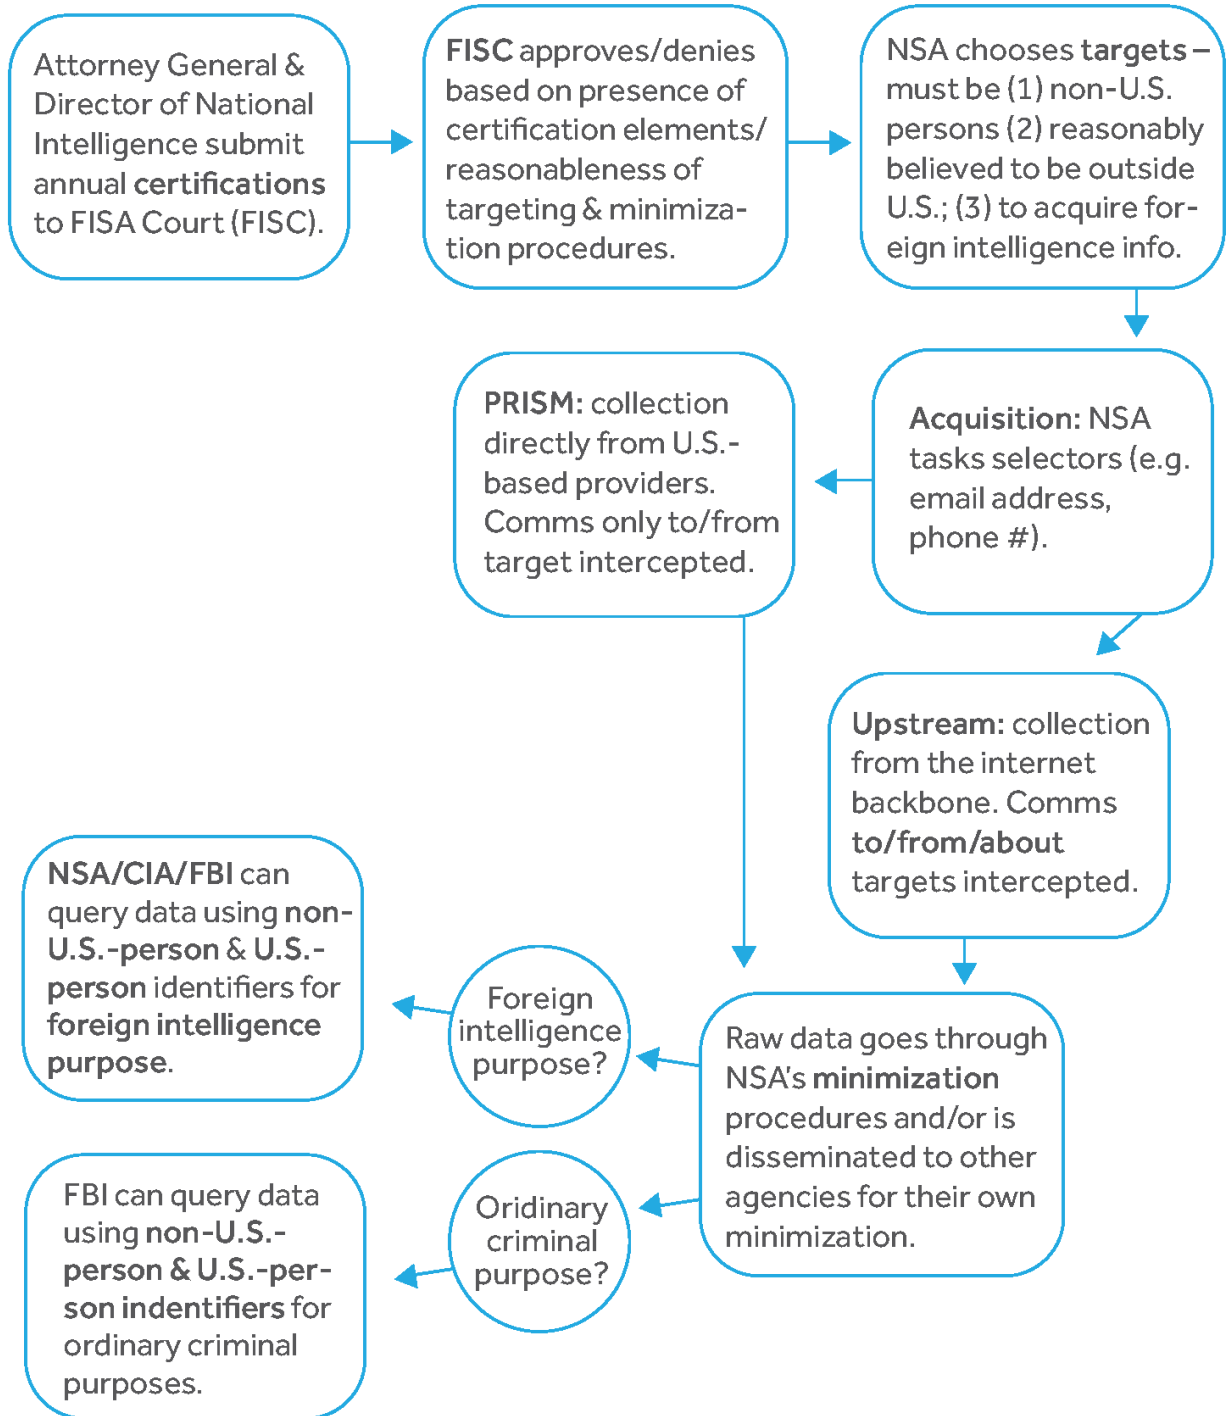 Attorney General &
Director of National
Intelligence submit
annual certifications
to FISA Court (FISC).
FISC approves/denies
based on presence of
certification elements/
reasonableness of
targeting & minimiza-
tion procedures.
NSA chooses targets –
must be (1) non-U.S.
persons (2) reasonably
believed to be outside
U.S.; (3) to acquire for-
eign intelligence info.
Acquisition: NSA
tasks selectors (e.g.
email address,
phone #).
PRISM: collection
directly from U.S.-
based providers.
Comms only to/from
target intercepted.
Upstream: collection
from the internet
backbone. Comms
to/from/about
targets intercepted.
Raw data goes through
NSA's minimization
procedures and/or is
disseminated to other
agencies for their own
minimization.
Foreign
intelligence
purpose?
NSA/CIA/FBI can
query data using non-
U.S.-person & U.S.-
person identifiers for
foreign intelligence
purpose.
Oridinary
criminal
purpose?
FBI can query data
using non-U.S.-
person & U.S.-per-
son indentifiers for
ordinary criminal
purposes.